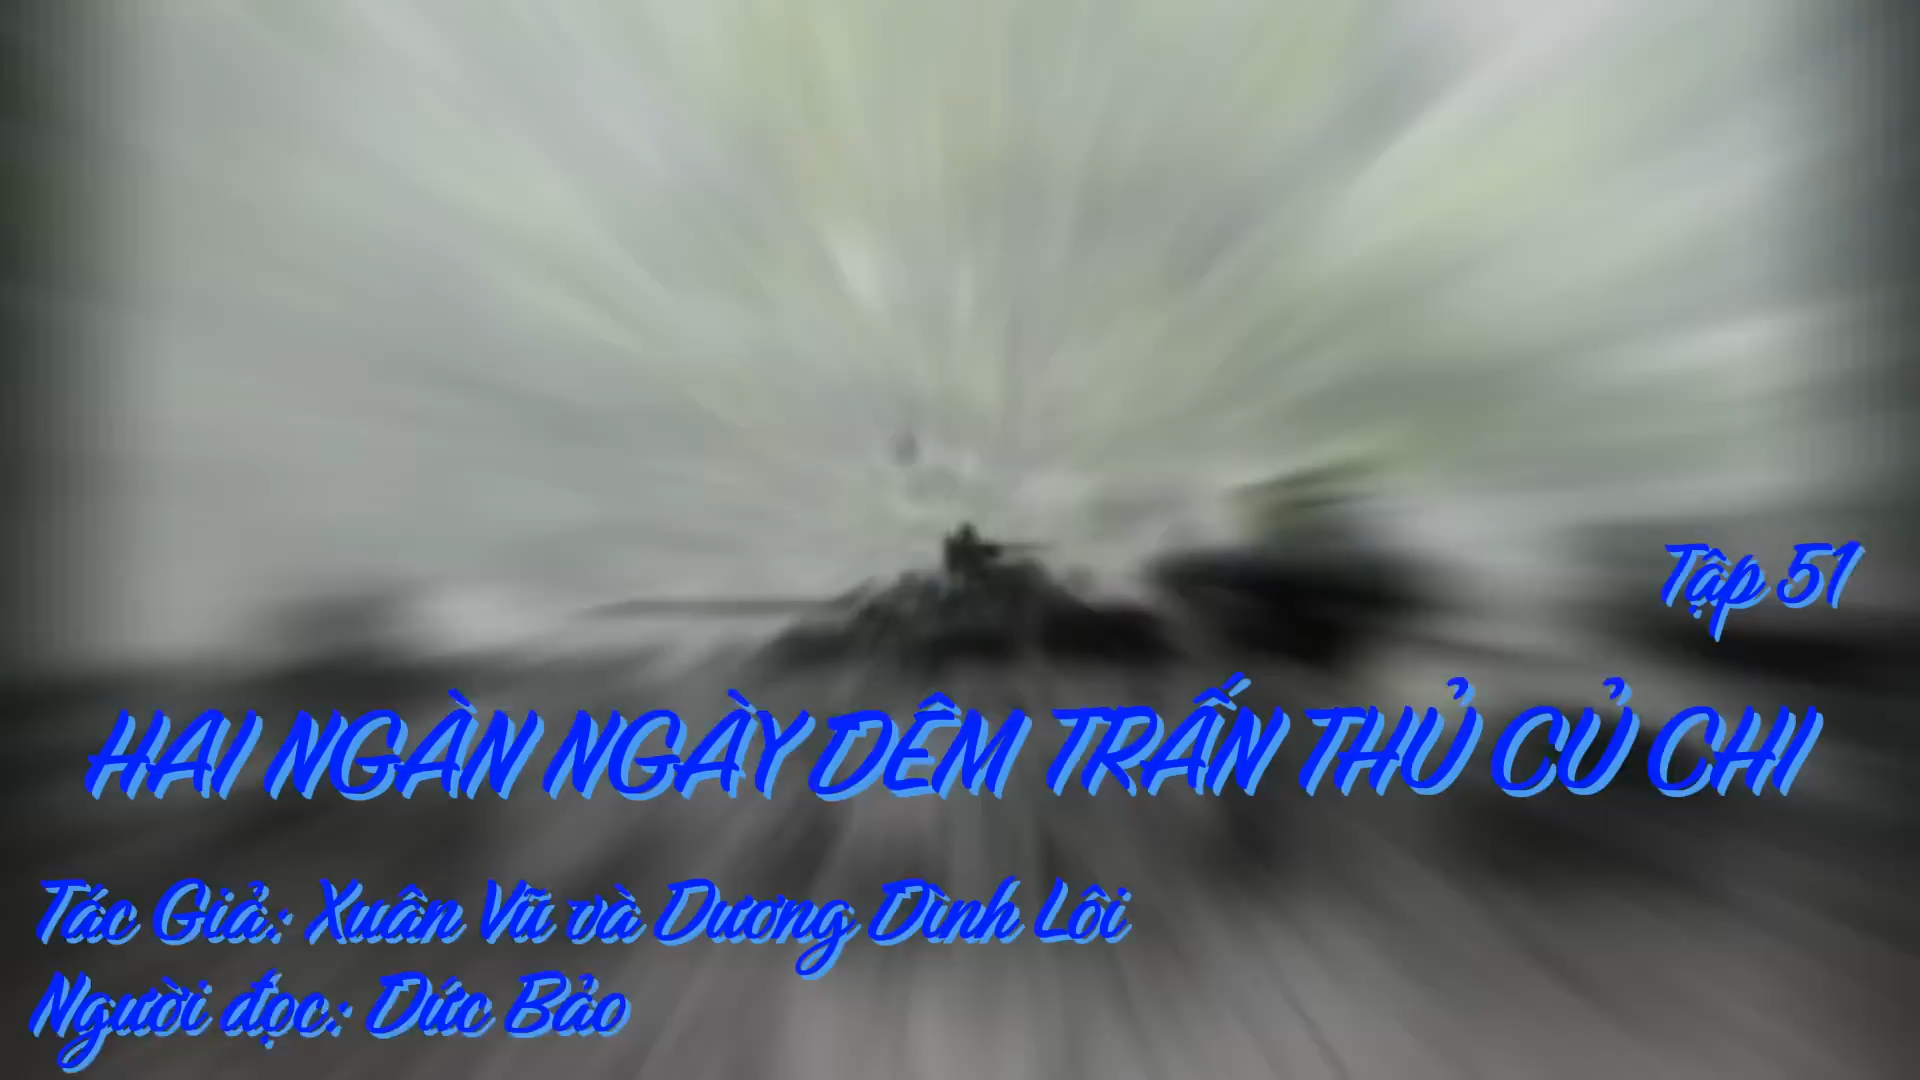 Tập 51
HAI NGÀN NGÀY ĐÊM TRẤN THỦ CỦ CHI
Tác Giả: Xuân Vũ và Dương Đình Lôi
Người đọc: Đức Bảo